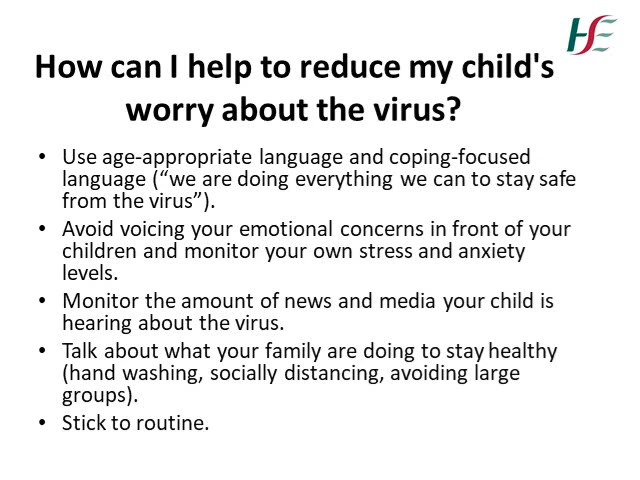 HSE
How can I help to reduce my child's
worry about the virus?
• Use age-appropriate language and coping-focused
language (“we are doing everything we can to stay safe
from the virus”).
• Avoid voicing your emotional concerns in front of your
children and monitor your own stress and anxiety
levels.
• Monitor the amount of news and media your child is
hearing about the virus.
• Talk about what your family are doing to stay healthy
(hand washing, socially distancing, avoiding large
groups).
• Stick to routine.